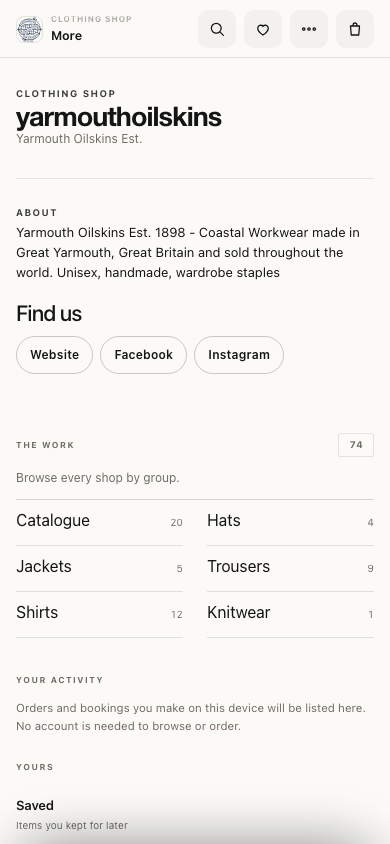 CLOTHING SHOP
More
CLOTHING SHOP
yarmouthoilskins
Yarmouth Oilskins Est.
ABOUT
Yarmouth Oilskins Est. 1898 - Coastal Workwear made in
Great Yarmouth, Great Britain and sold throughout the
world. Unisex, handmade, wardrobe staples
Find us
Website
Facebook
Instagram
THE WORK
74
Browse every shop by group.
Catalogue 20
Hats 4
Jackets 5
Trousers 9
Shirts 12
Knitwear 1
YOUR ACTIVITY
Orders and bookings you make on this device will be listed here.
No account is needed to browse or order.
YOURS
Saved
Items you kept for later